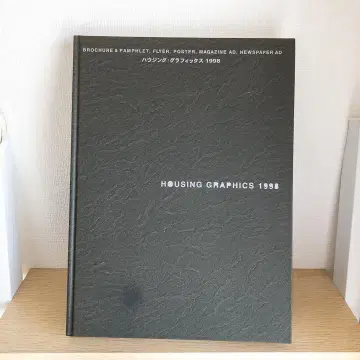 BROCHURE & PAMPHLET, FLYER, POSTER, MAGAZINE AD, NEWSPAPER AD
ハウジング・グラフィックス 1998
HOUSING GRAPHICS 1998